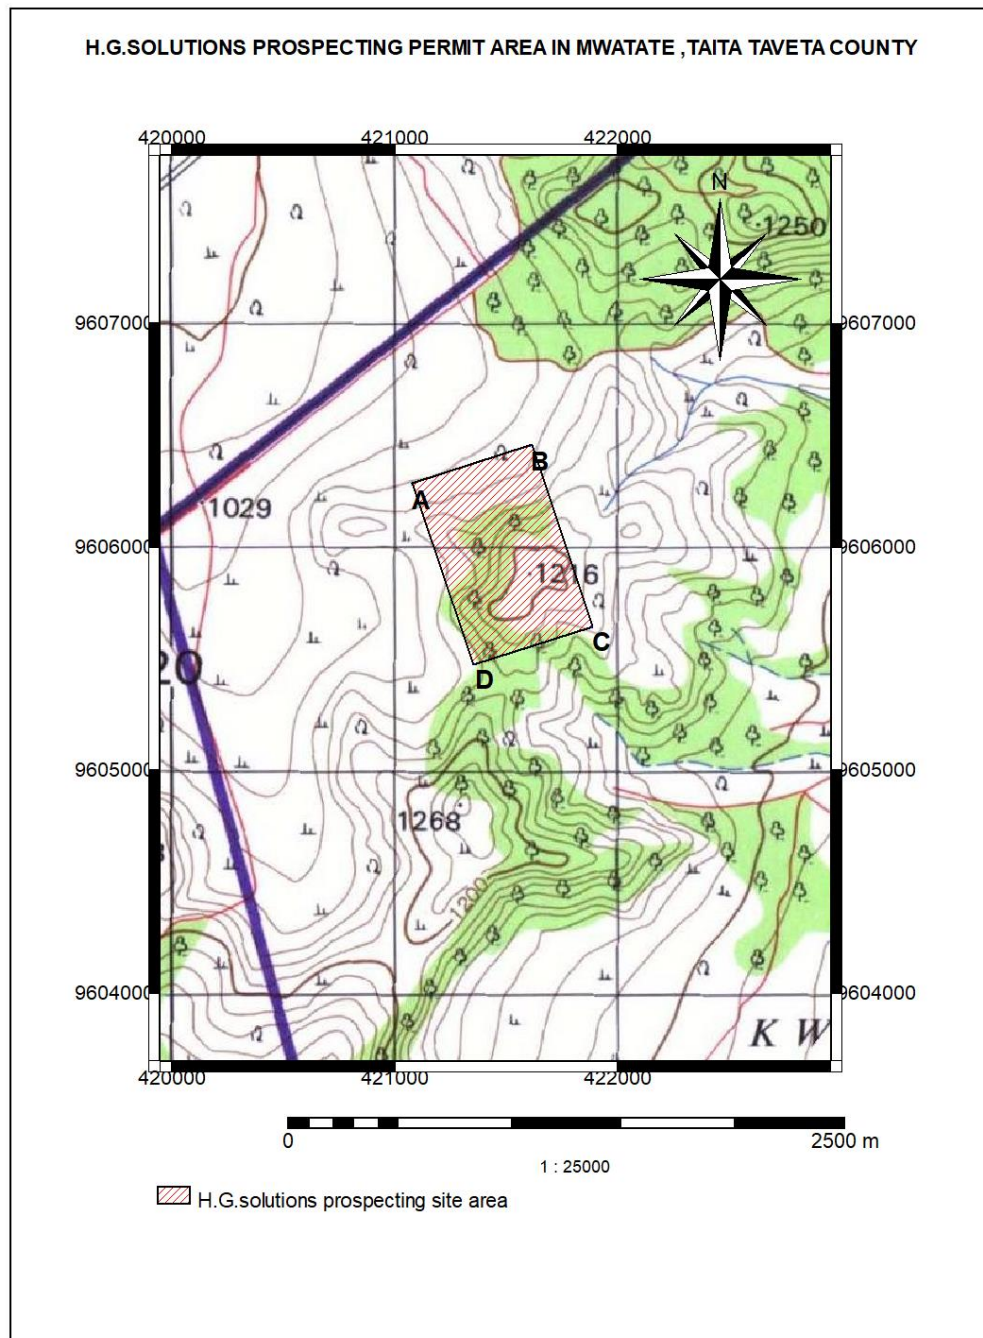 H.G.SOLUTIONS PROSPECTING PERMIT AREA IN MWATATE ,TAITA TAVETA COUNTY
420000 421000 422000
N
1250
9607000 9607000
B
A
1029
9606000 9606000
1216
C
20
D
9605000 9605000
1268
1200
9604000 9604000
K W
420000 421000 422000
0 2500 m
1 : 25000
H.G.solutions prospecting site area